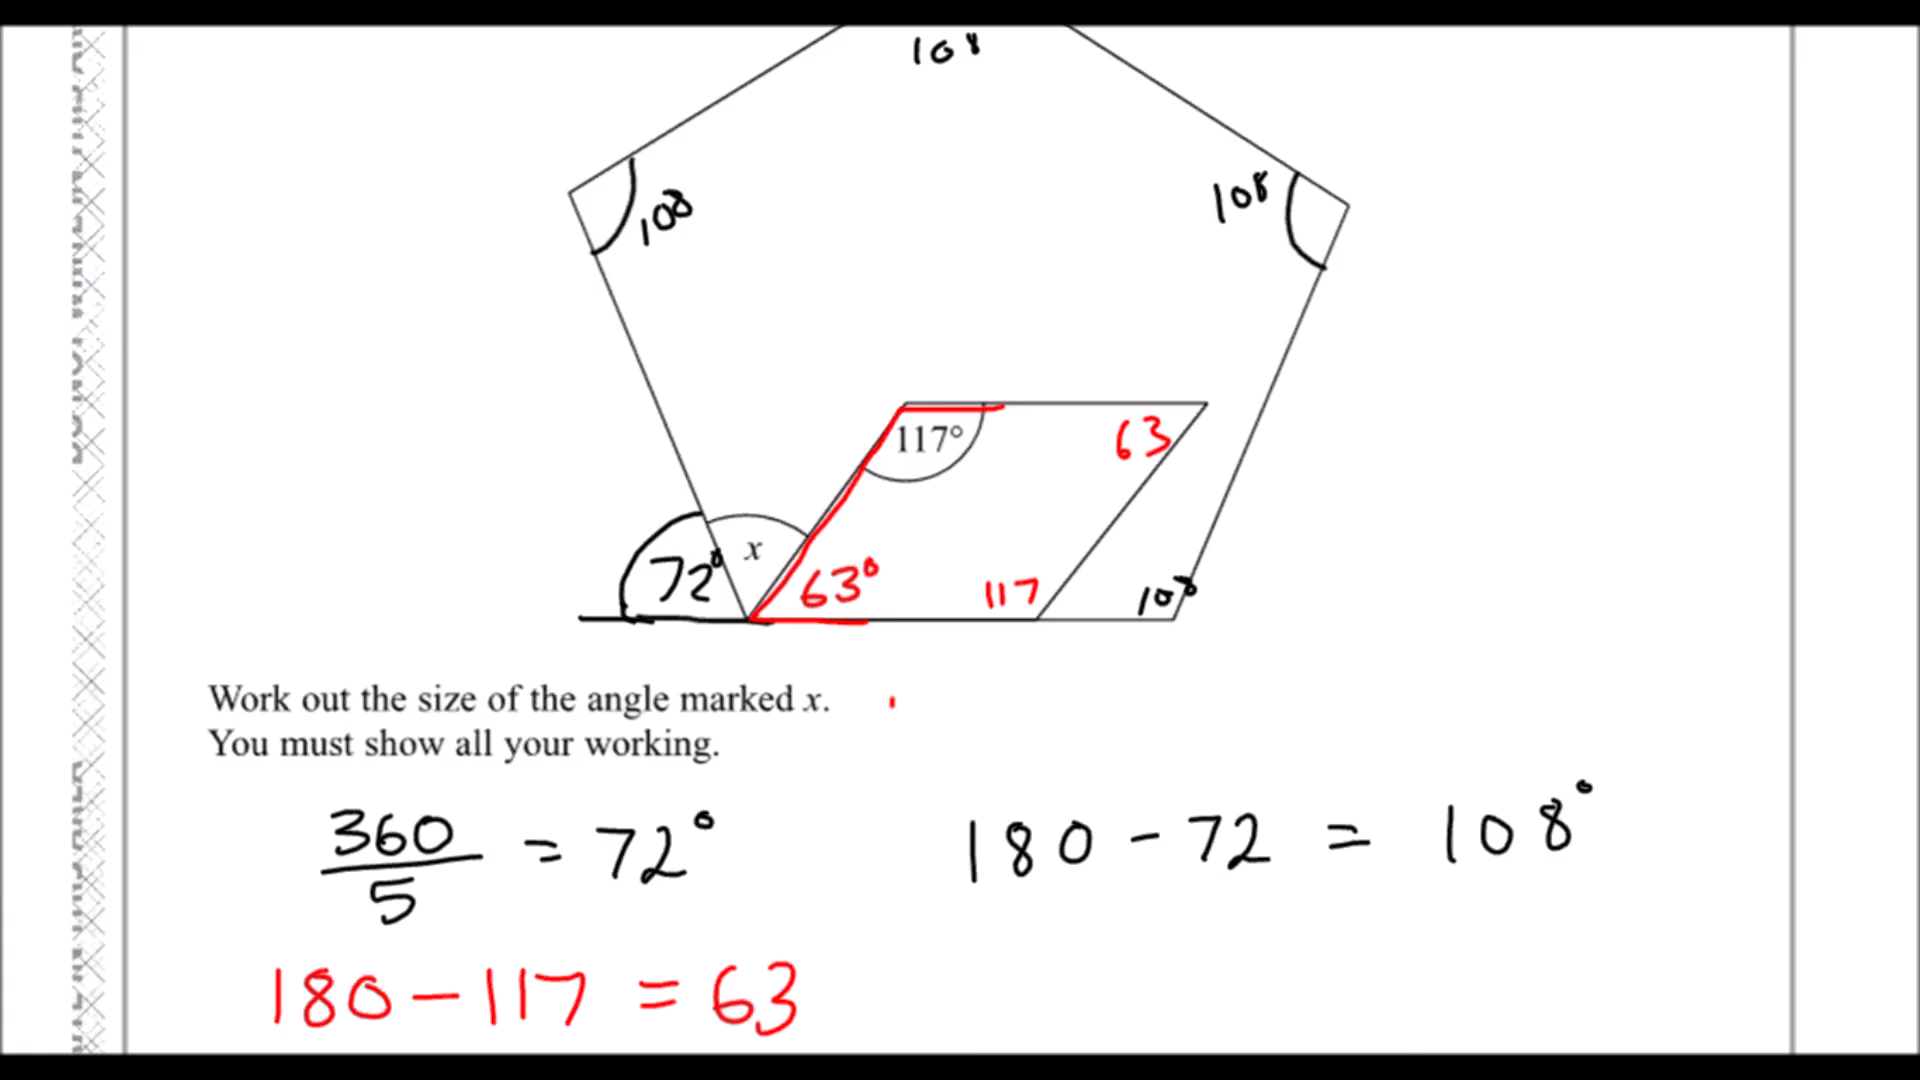 108
108
108
117°
63
x
72°
63°
117
108
Work out the size of the angle marked x.
You must show all your working.
360/5 = 72°
180 - 72 = 108°
180 - 117 = 63